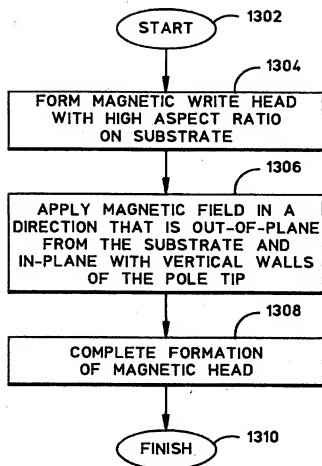 START
1302
1304
FORM MAGNETIC WRITE HEAD
WITH HIGH ASPECT RATIO
ON SUBSTRATE
1306
APPLY MAGNETIC FIELD IN A
DIRECTION THAT IS OUT-OF-PLANE
FROM THE SUBSTRATE AND
IN-PLANE WITH VERTICAL WALLS
OF THE POLE TIP
1308
COMPLETE FORMATION
OF MAGNETIC HEAD
FINISH
1310